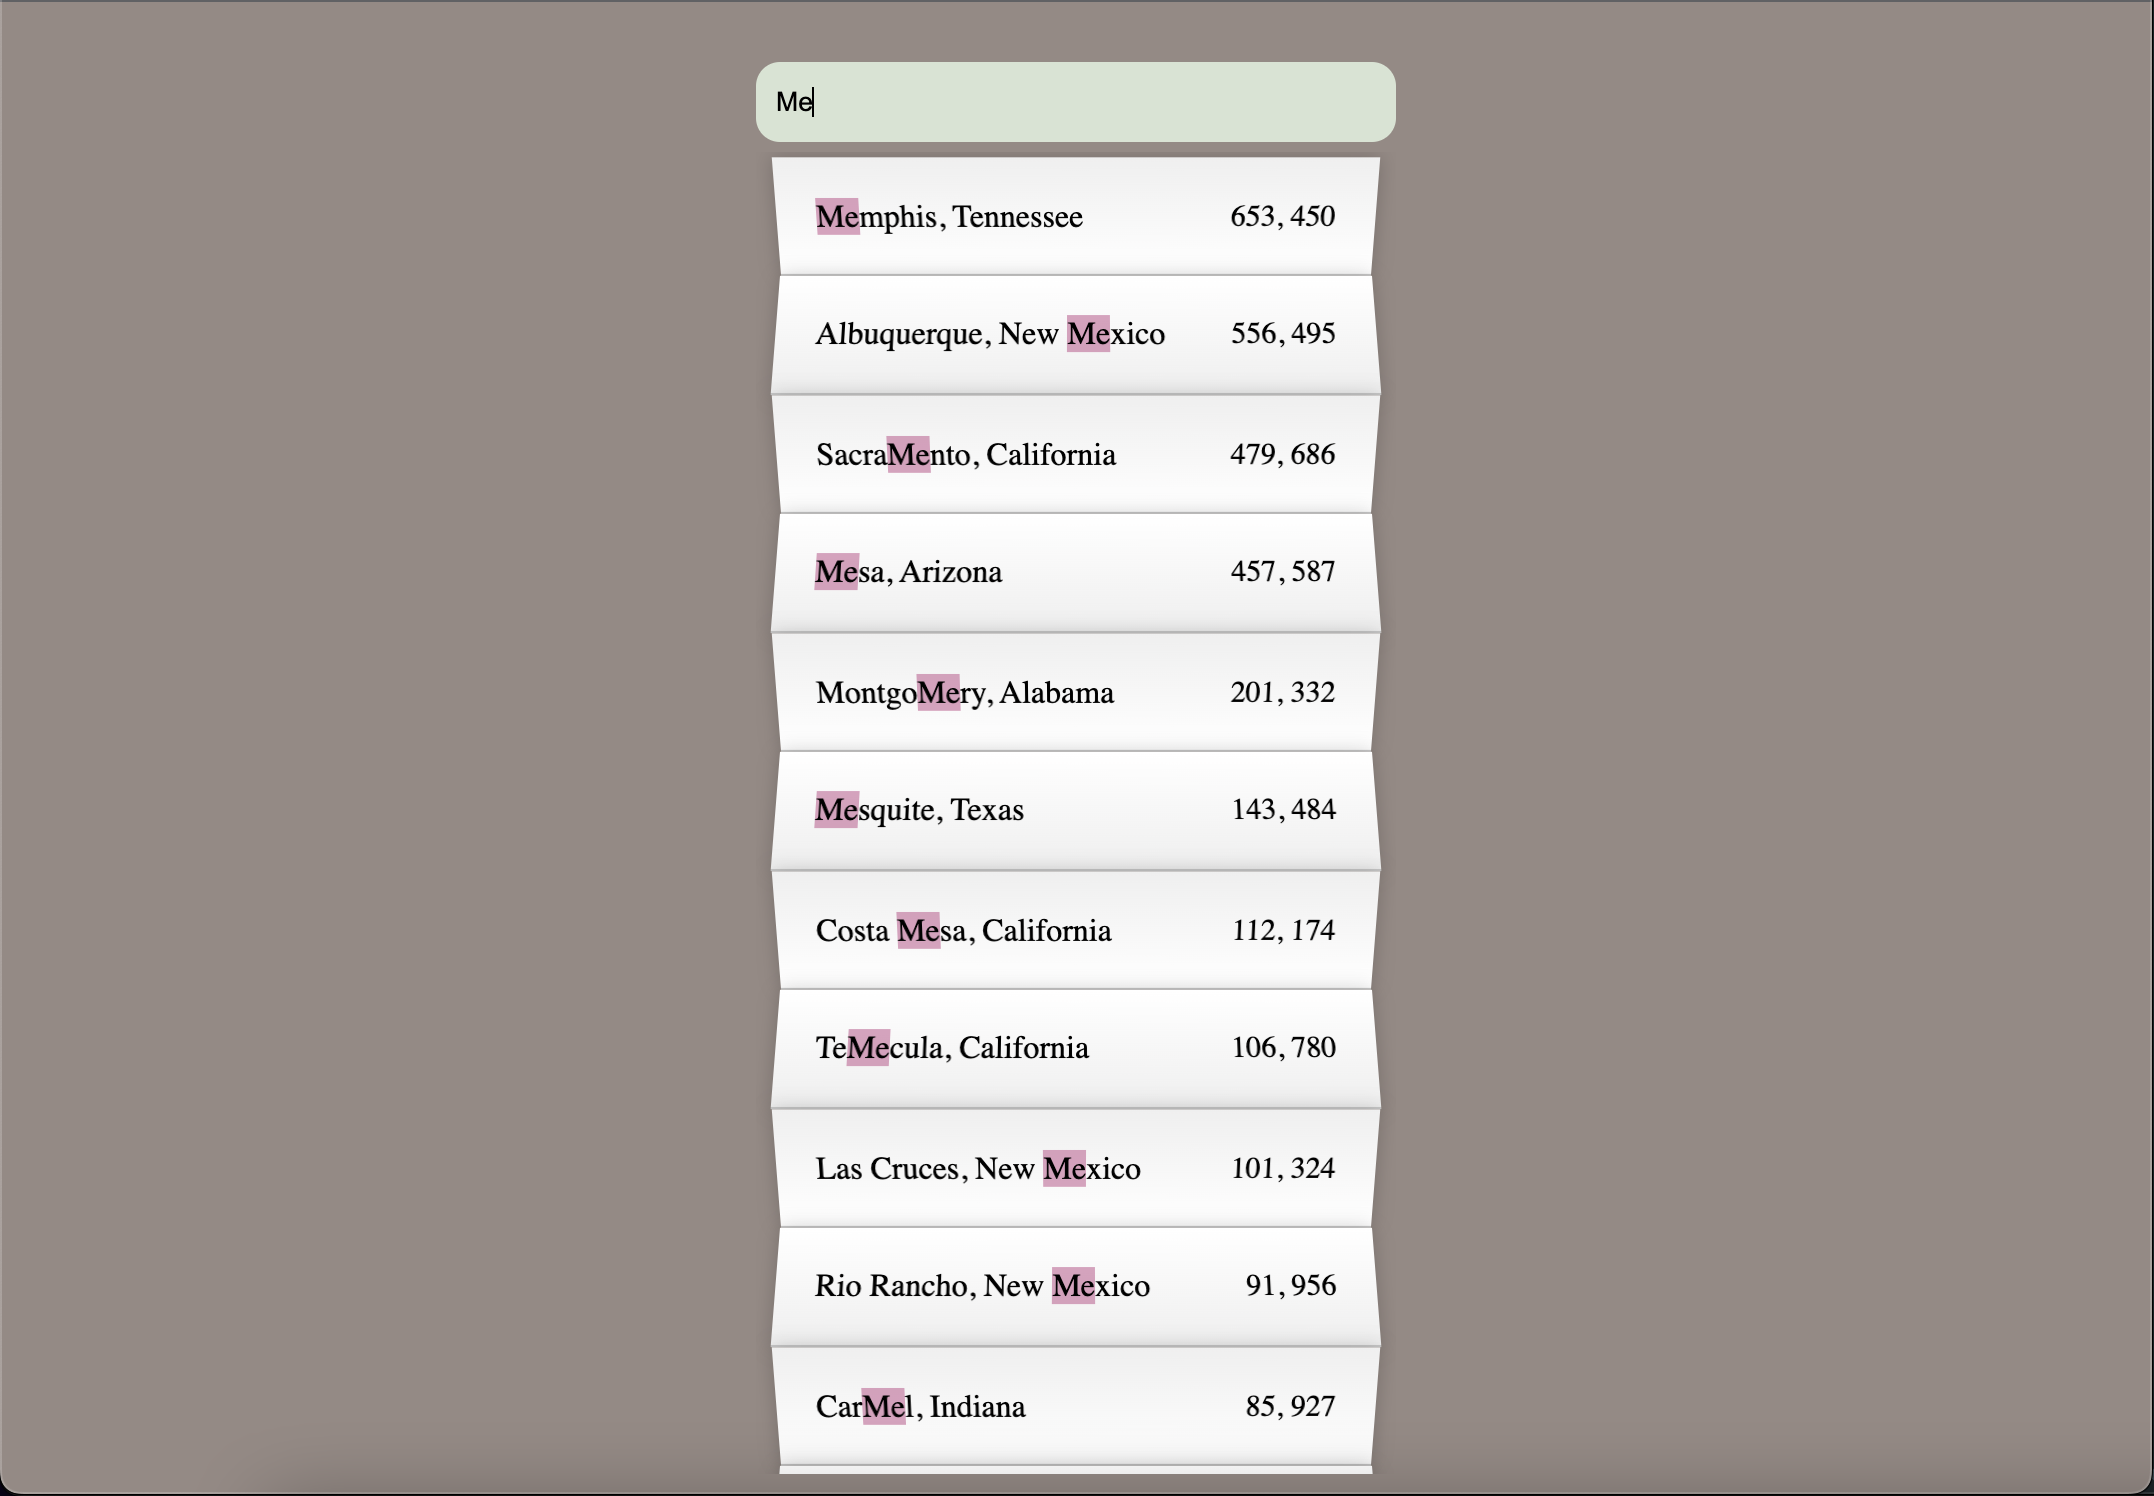 Me
Memphis, Tennessee 653, 450
Albuquerque, New Mexico 556, 495
SacraMento, California 479, 686
Mesa, Arizona 457, 587
MontgoMery, Alabama 201, 332
Mesquite, Texas 143, 484
Costa Mesa, California 112, 174
TeMecula, California 106, 780
Las Cruces, New Mexico 101, 324
Rio Rancho, New Mexico 91, 956
CarMel, Indiana 85, 927